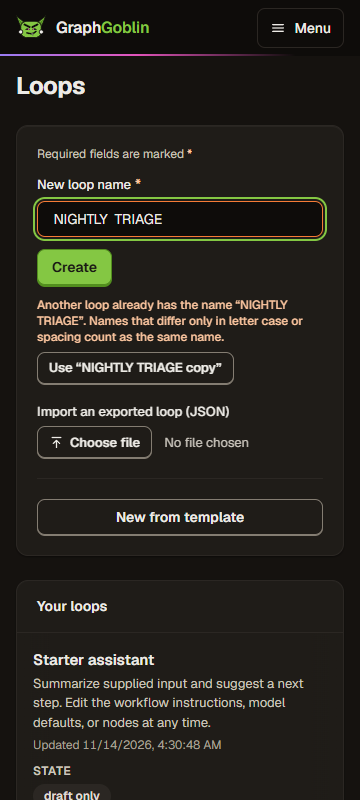 GraphGoblin
Menu
Loops
Required fields are marked *
New loop name *
NIGHTLY  TRIAGE
Create
Another loop already has the name “NIGHTLY
TRIAGE”. Names that differ only in letter case or
spacing count as the same name.
Use “NIGHTLY TRIAGE copy”
Import an exported loop (JSON)
Choose file
No file chosen
New from template
Your loops
Starter assistant
Summarize supplied input and suggest a next
step. Edit the workflow instructions, model
defaults, or nodes at any time.
Updated 11/14/2026, 4:30:48 AM
STATE
draft only